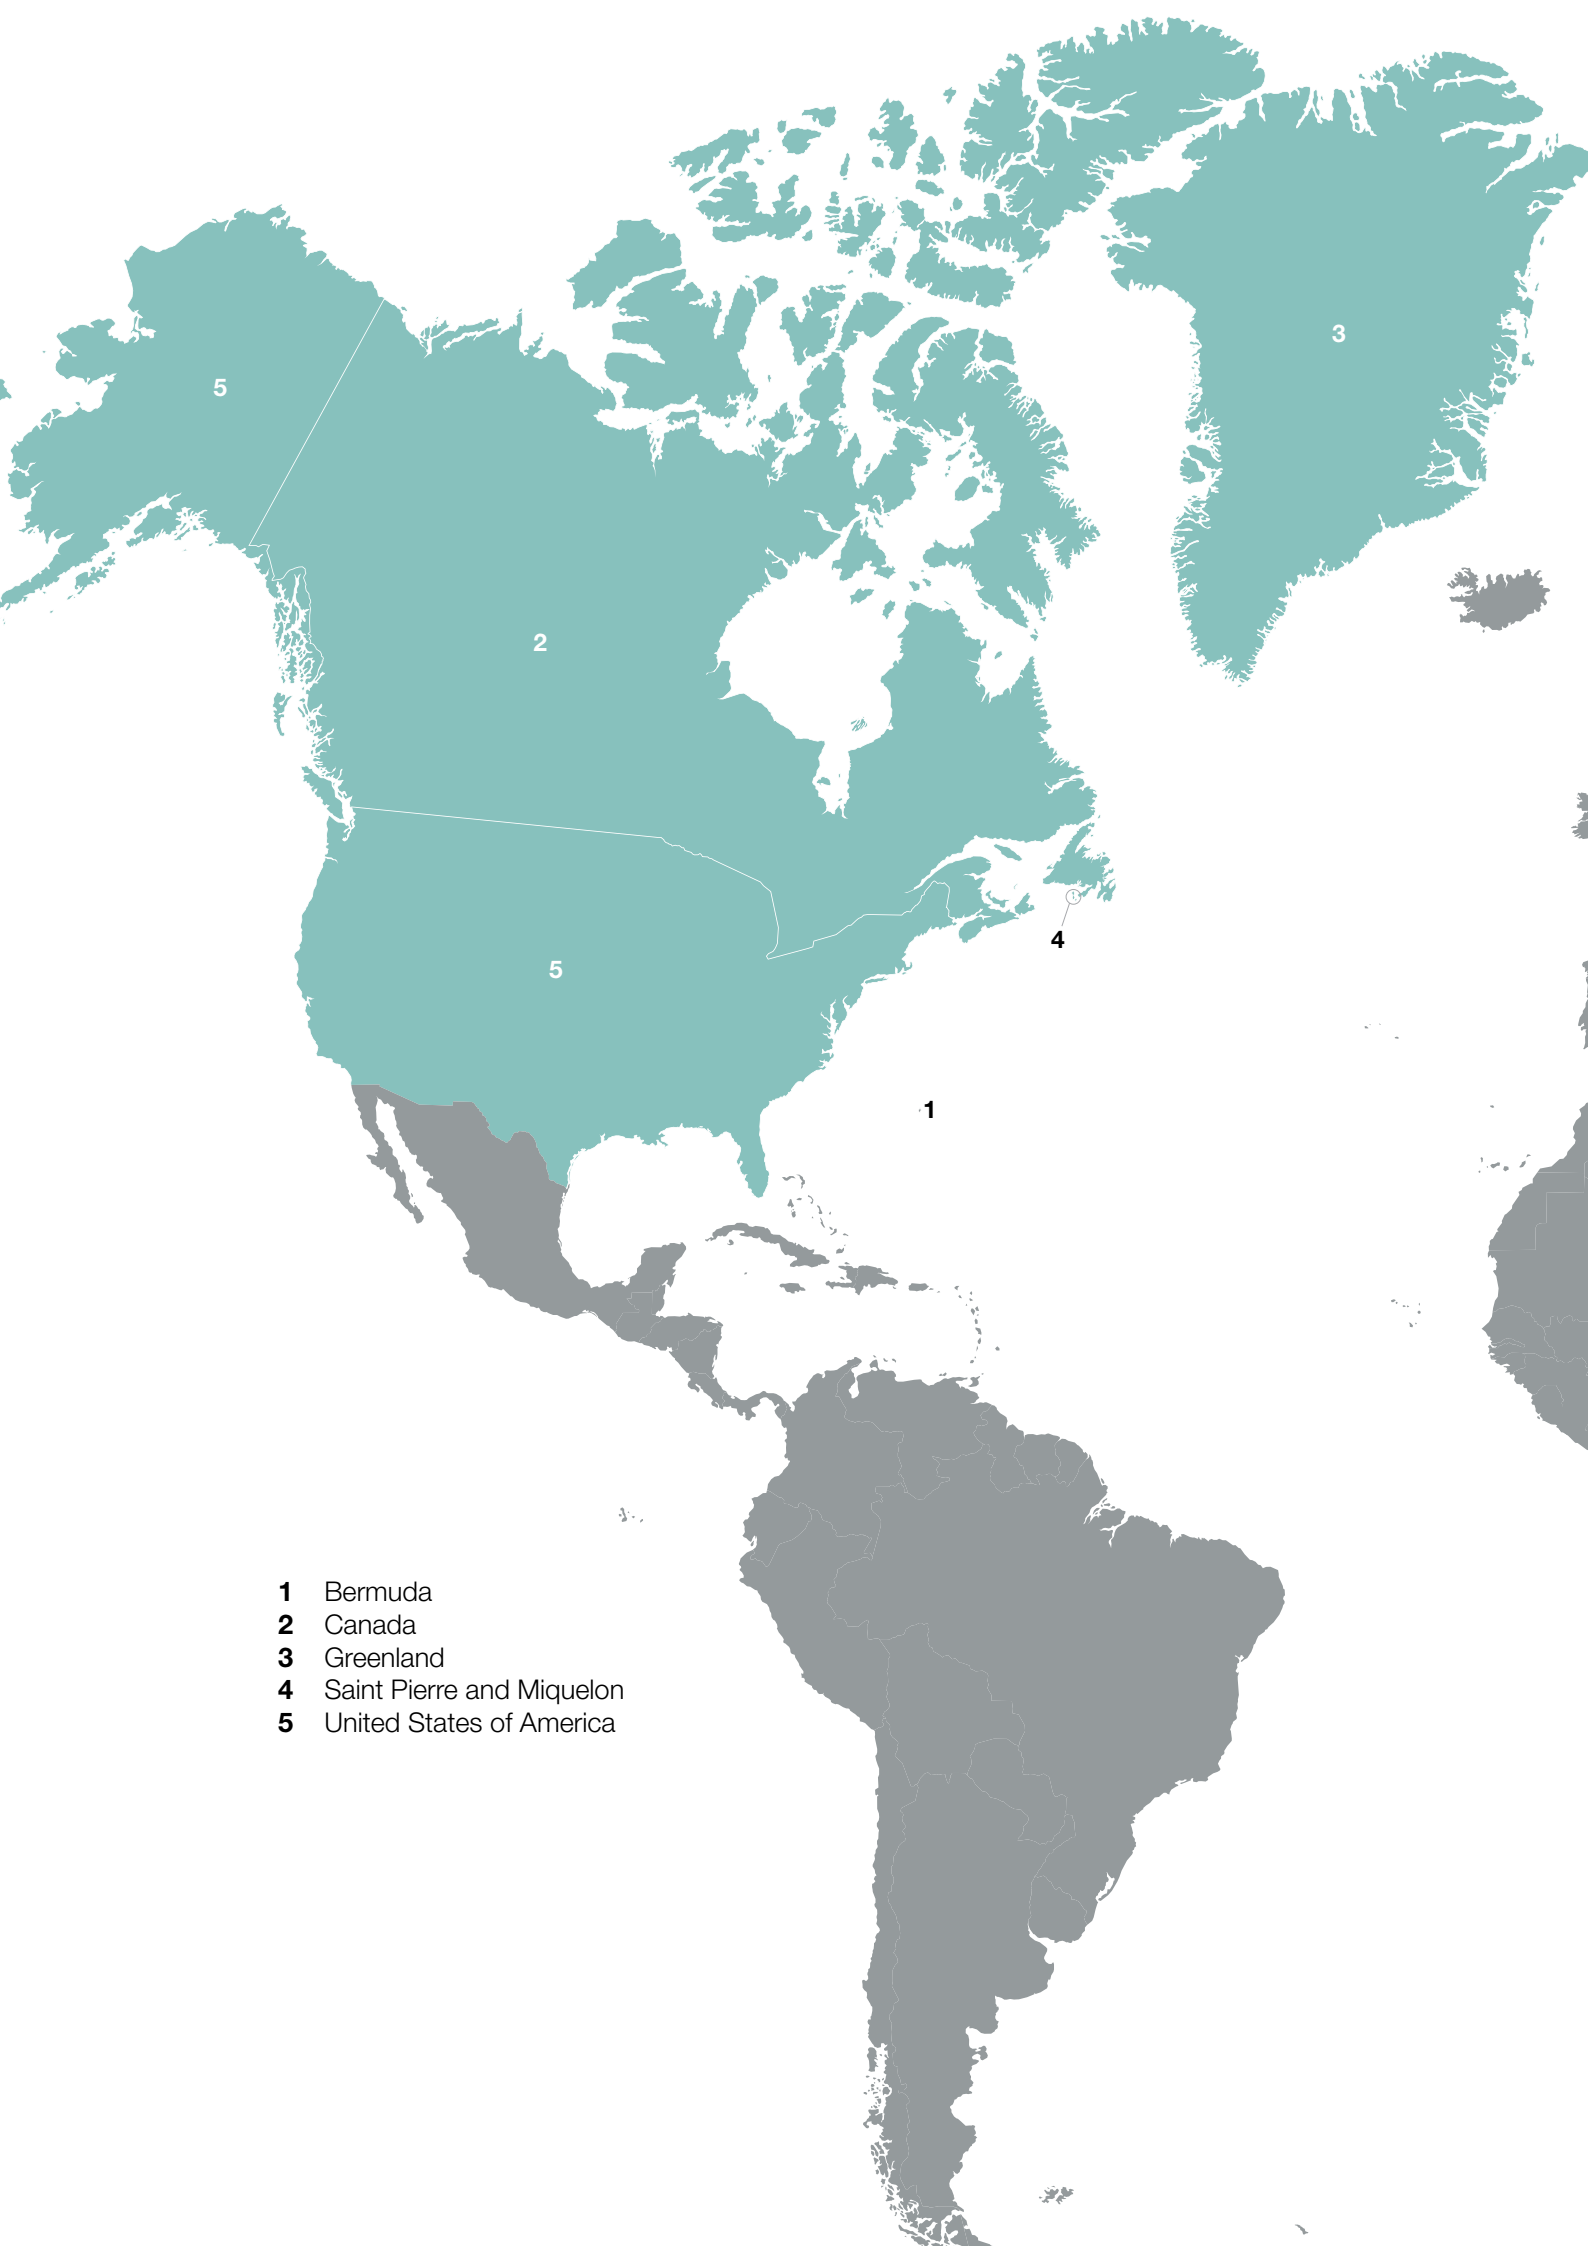 3
5
2
4
5
1
1 Bermuda
2 Canada
3 Greenland
4 Saint Pierre and Miquelon
5 United States of America